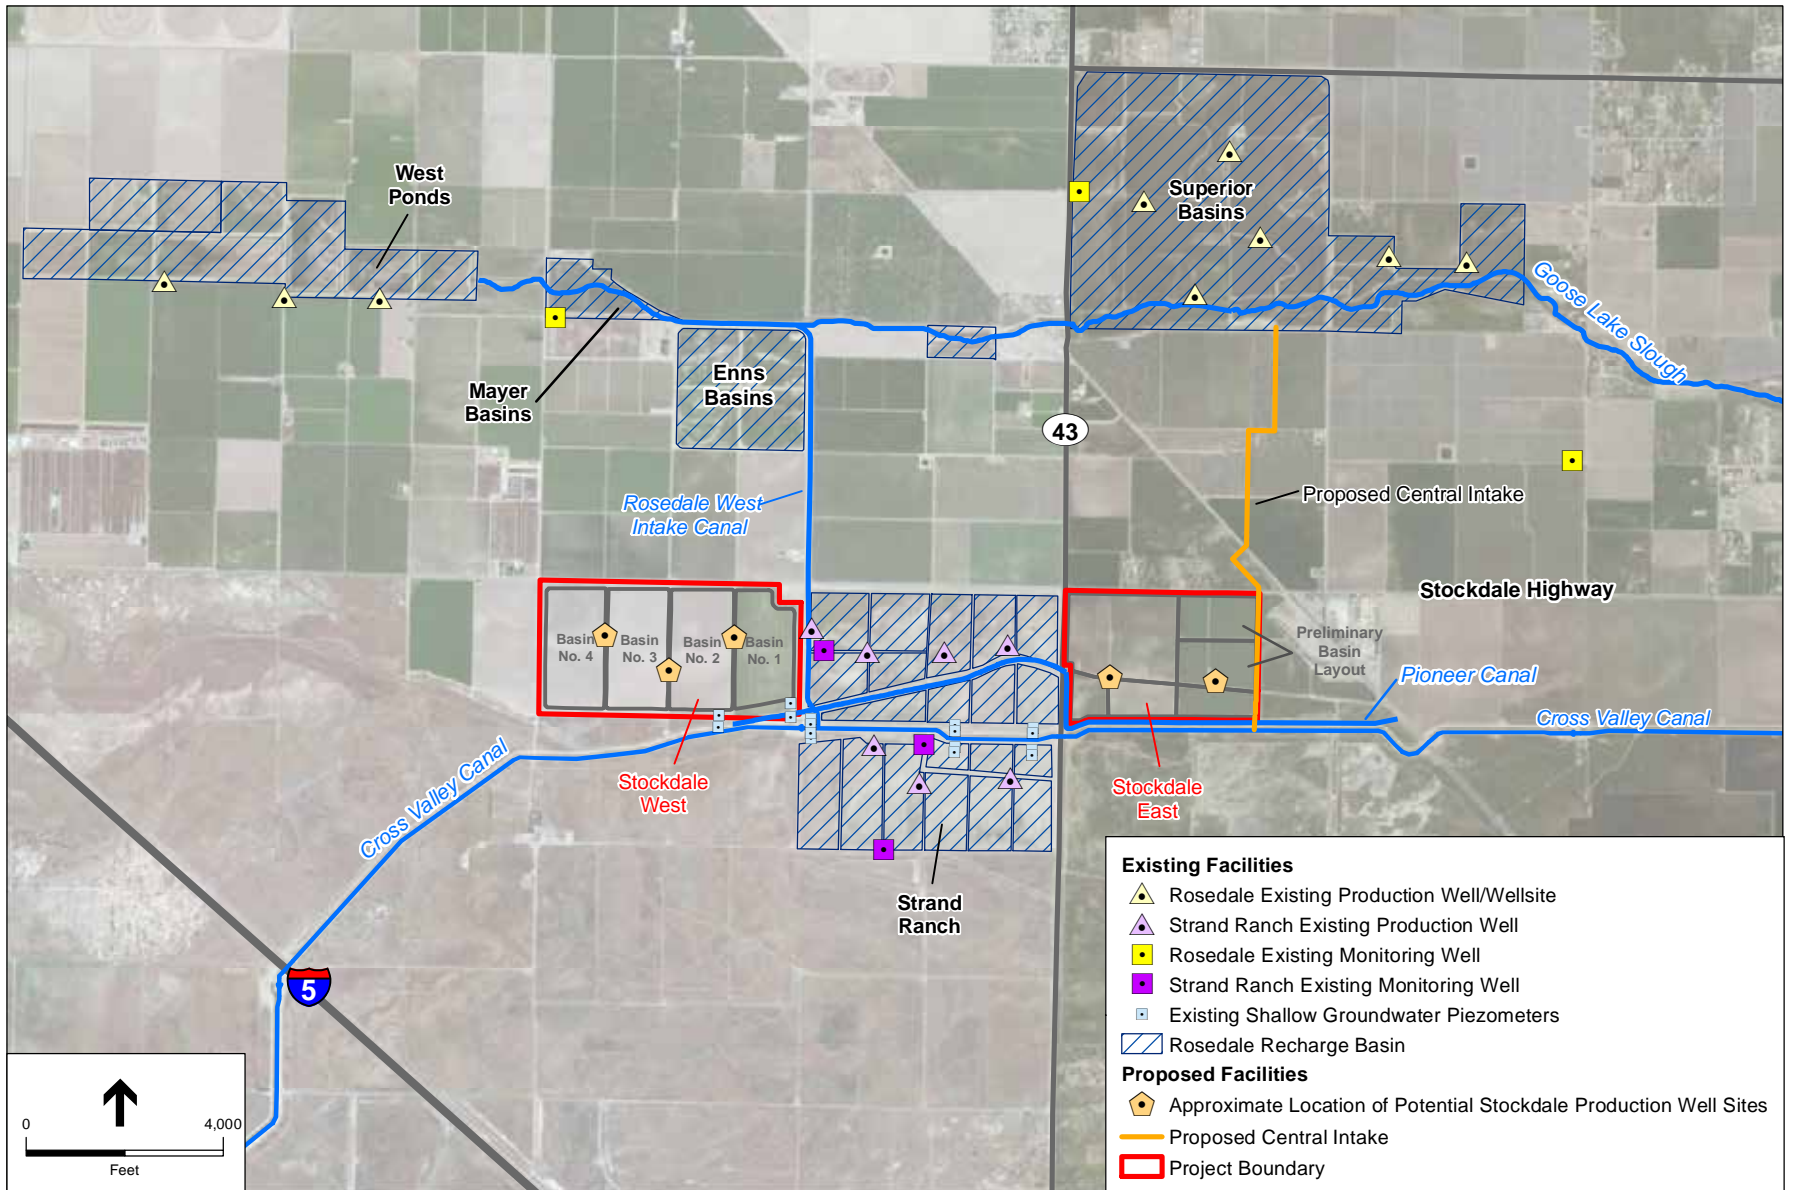 West
Ponds
Superior
Basins
Goose Lake Slough
Mayer
Basins
Enns
Basins
43
Rosedale West
Intake Canal
Proposed Central Intake
Stockdale Highway
Basin
No. 4
Basin
No. 3
Basin
No. 2
Basin
No. 1
Preliminary
Basin
Layout
Pioneer Canal
Cross Valley Canal
Cross Valley Canal
Stockdale
West
Stockdale
East
Strand
Ranch
5
0
4,000
Feet
Existing Facilities
Rosedale Existing Production Well/Wellsite
Strand Ranch Existing Production Well
Rosedale Existing Monitoring Well
Strand Ranch Existing Monitoring Well
Existing Shallow Groundwater Piezometers
Rosedale Recharge Basin
Proposed Facilities
Approximate Location of Potential Stockdale Production Well Sites
Proposed Central Intake
Project Boundary